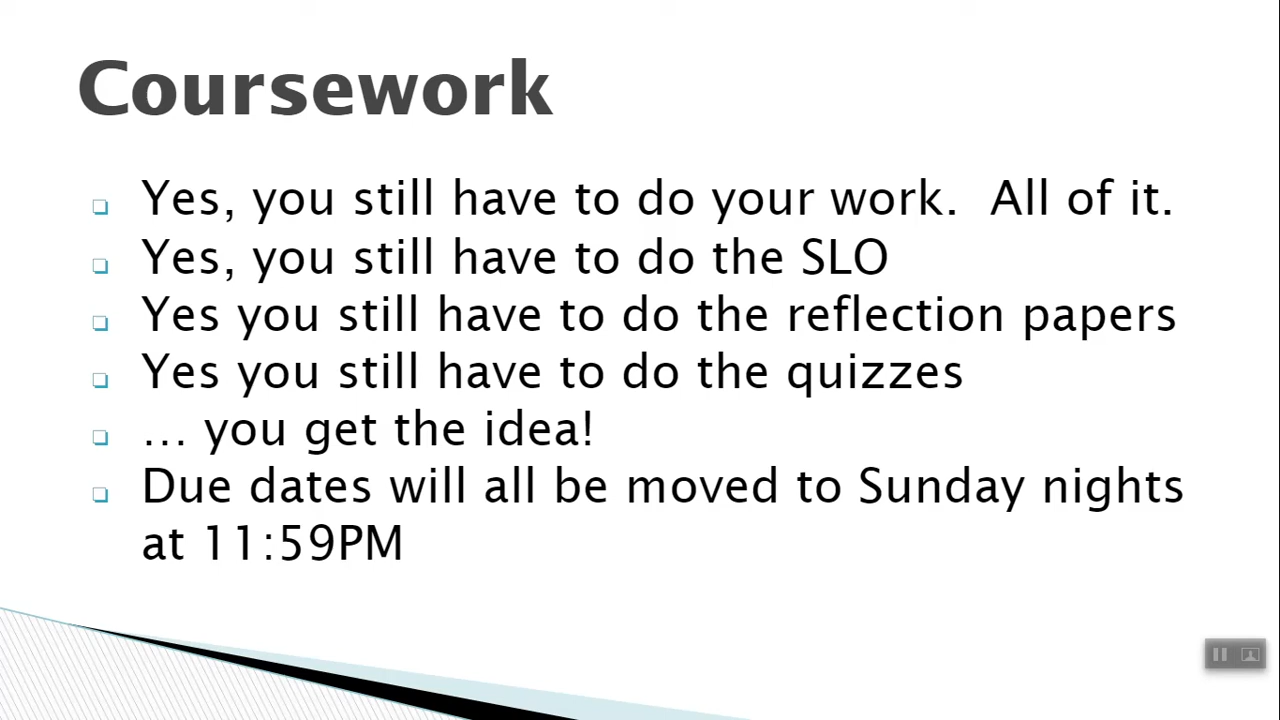 Coursework
Yes, you still have to do your work.  All of it.
Yes, you still have to do the SLO
Yes you still have to do the reflection papers
Yes you still have to do the quizzes
… you get the idea!
Due dates will all be moved to Sunday nights
at 11:59PM